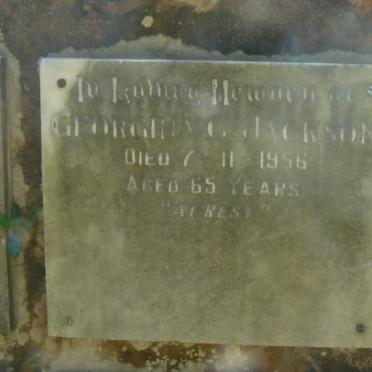 In Loving Memory of
GEORGINA G. JACKSON
DIED 7 - 11 - 1956
AGED 65 YEARS
"AT REST"